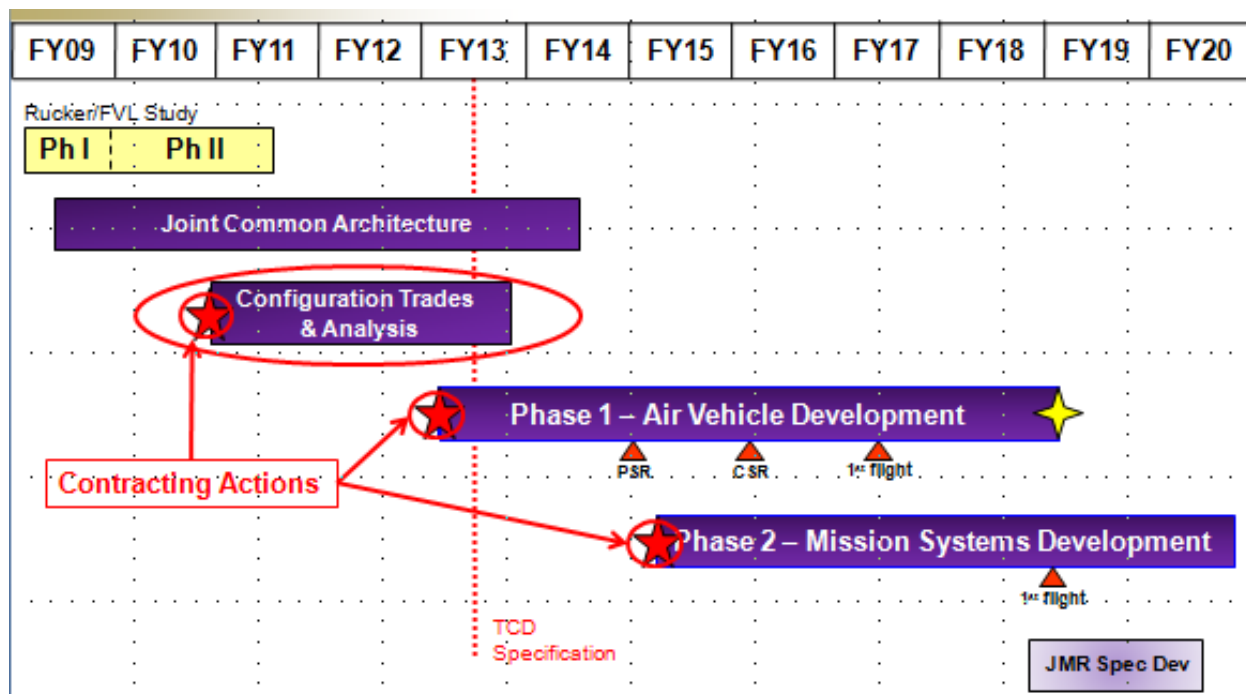 FY09 FY10 FY11 FY12 FY13 FY14 FY15 FY16 FY17 FY18 FY19 FY20
Rucker/FVL Study
Ph I Ph II
Joint Common Architecture
Configuration Trades
& Analysis
Phase 1 – Air Vehicle Development
PSR CSR 1st flight
Contracting Actions
Phase 2 – Mission Systems Development
1st flight
TCD
Specification
JMR Spec Dev